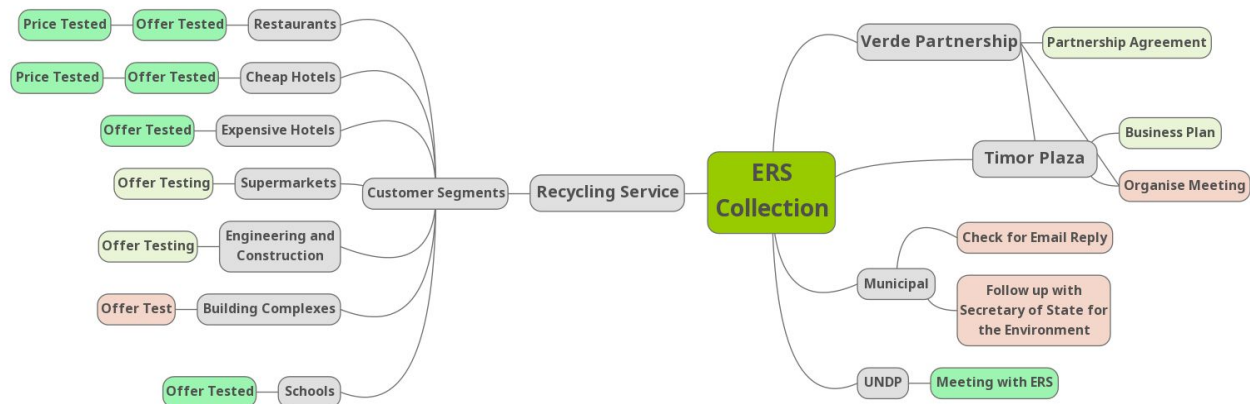 Price Tested
Offer Tested
Restaurants
Price Tested
Offer Tested
Cheap Hotels
Offer Tested
Expensive Hotels
Offer Testing
Supermarkets
Offer Testing
Engineering and
Construction
Offer Test
Building Complexes
Offer Tested
Schools
Customer Segments
Recycling Service
ERS
Collection
Verde Partnership
Partnership Agreement
Timor Plaza
Business Plan
Organise Meeting
Municipal
Check for Email Reply
Follow up with
Secretary of State for
the Environment
UNDP
Meeting with ERS